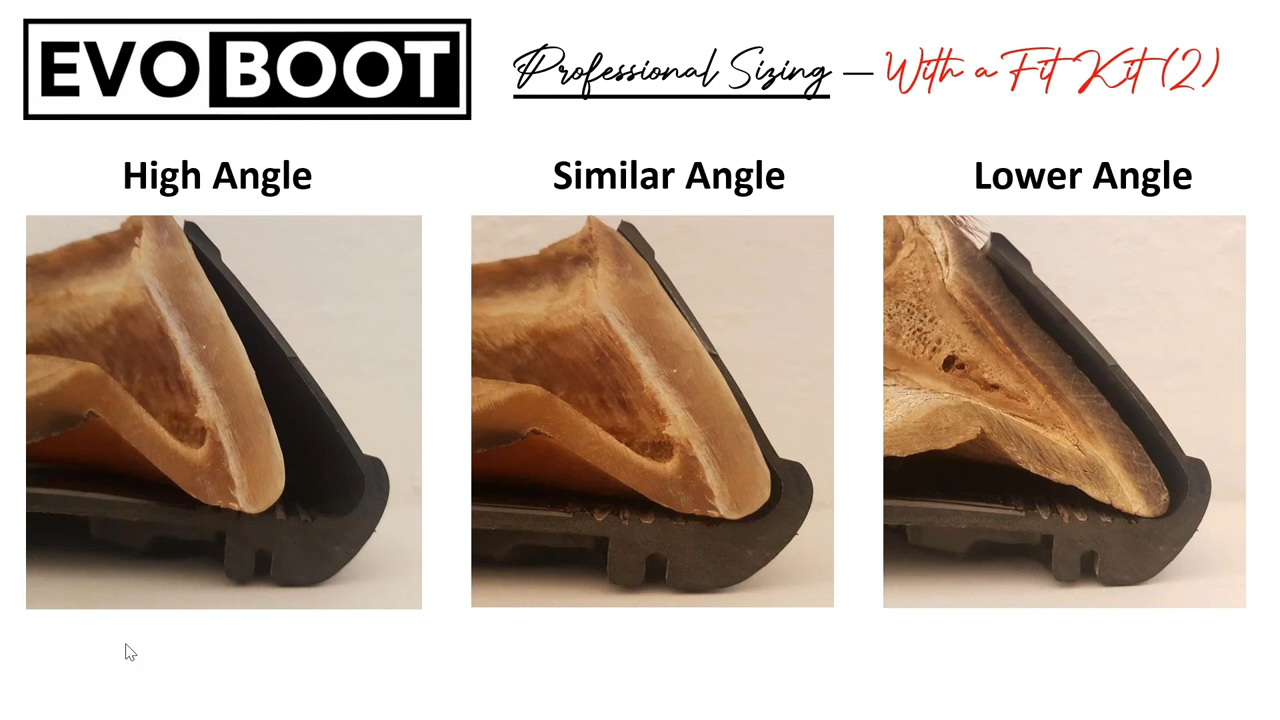 EVO BOOT
Professional Sizing — With a Fit Kit (2)
High Angle
Similar Angle
Lower Angle